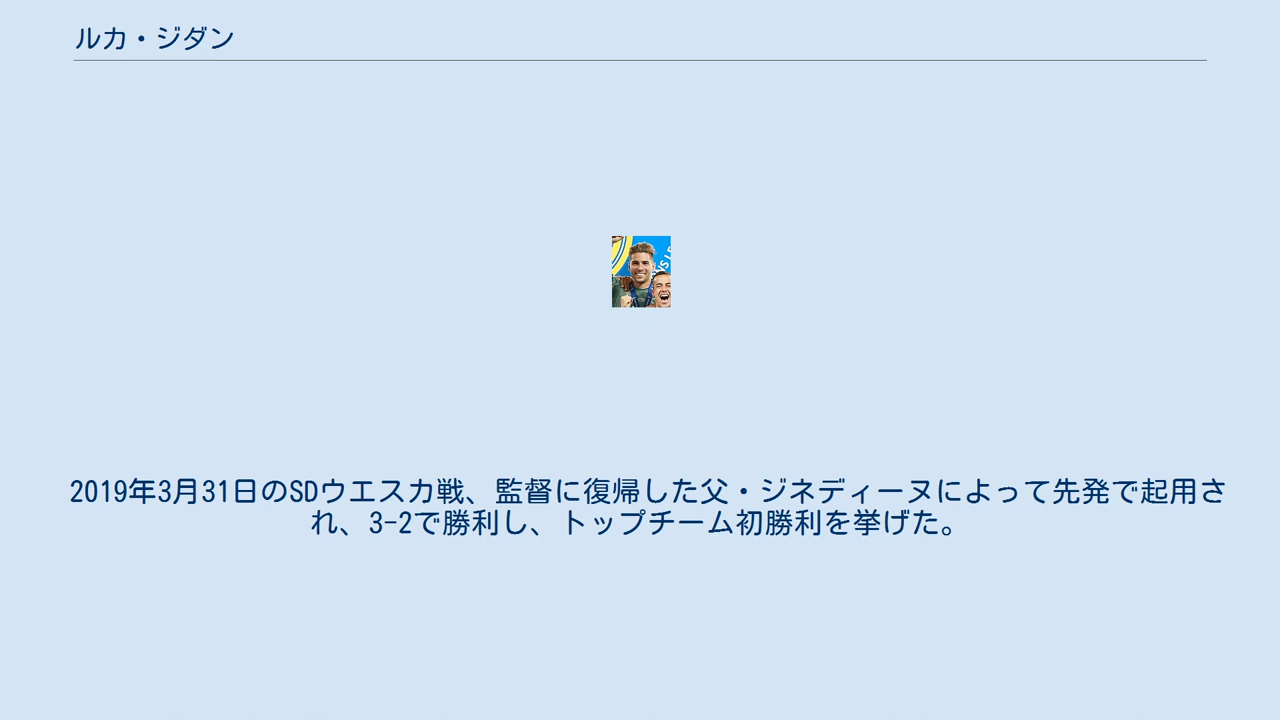 ルカ・ジダン
2019年3月31日のSDウエスカ戦、監督に復帰した父・ジネディーヌによって先発で起用さ
れ、3-2で勝利し、トップチーム初勝利を挙げた。